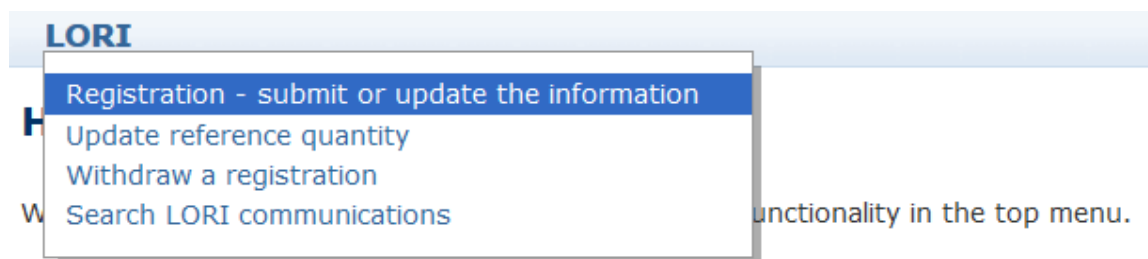 LORI
Registration - submit or update the information
H
Update reference quantity
Withdraw a registration
W Search LORI communications unctionality in the top menu.